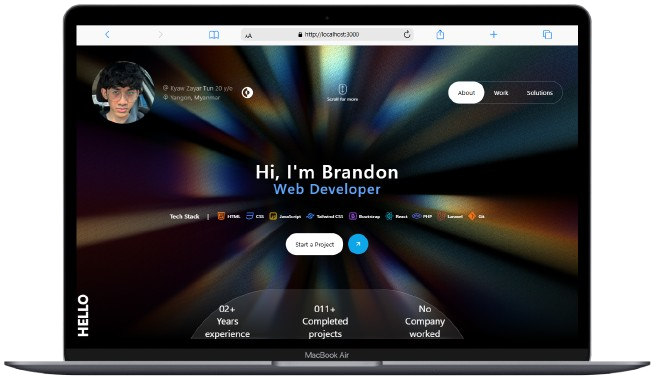 AA
http://localhost:3000
Kyaw Zayar Tun 20 y/o
Yangon, Myanmar
Scroll for more
About Work Solutions
Hi, I'm Brandon
Web Developer
Tech Stack | HTML CSS JavaScript Tailwind CSS Bootstrap React PHP Laravel Git
Start a Project
HELLO
02+
Years
experience
011+
Completed
projects
No
Company
worked
MacBook Air